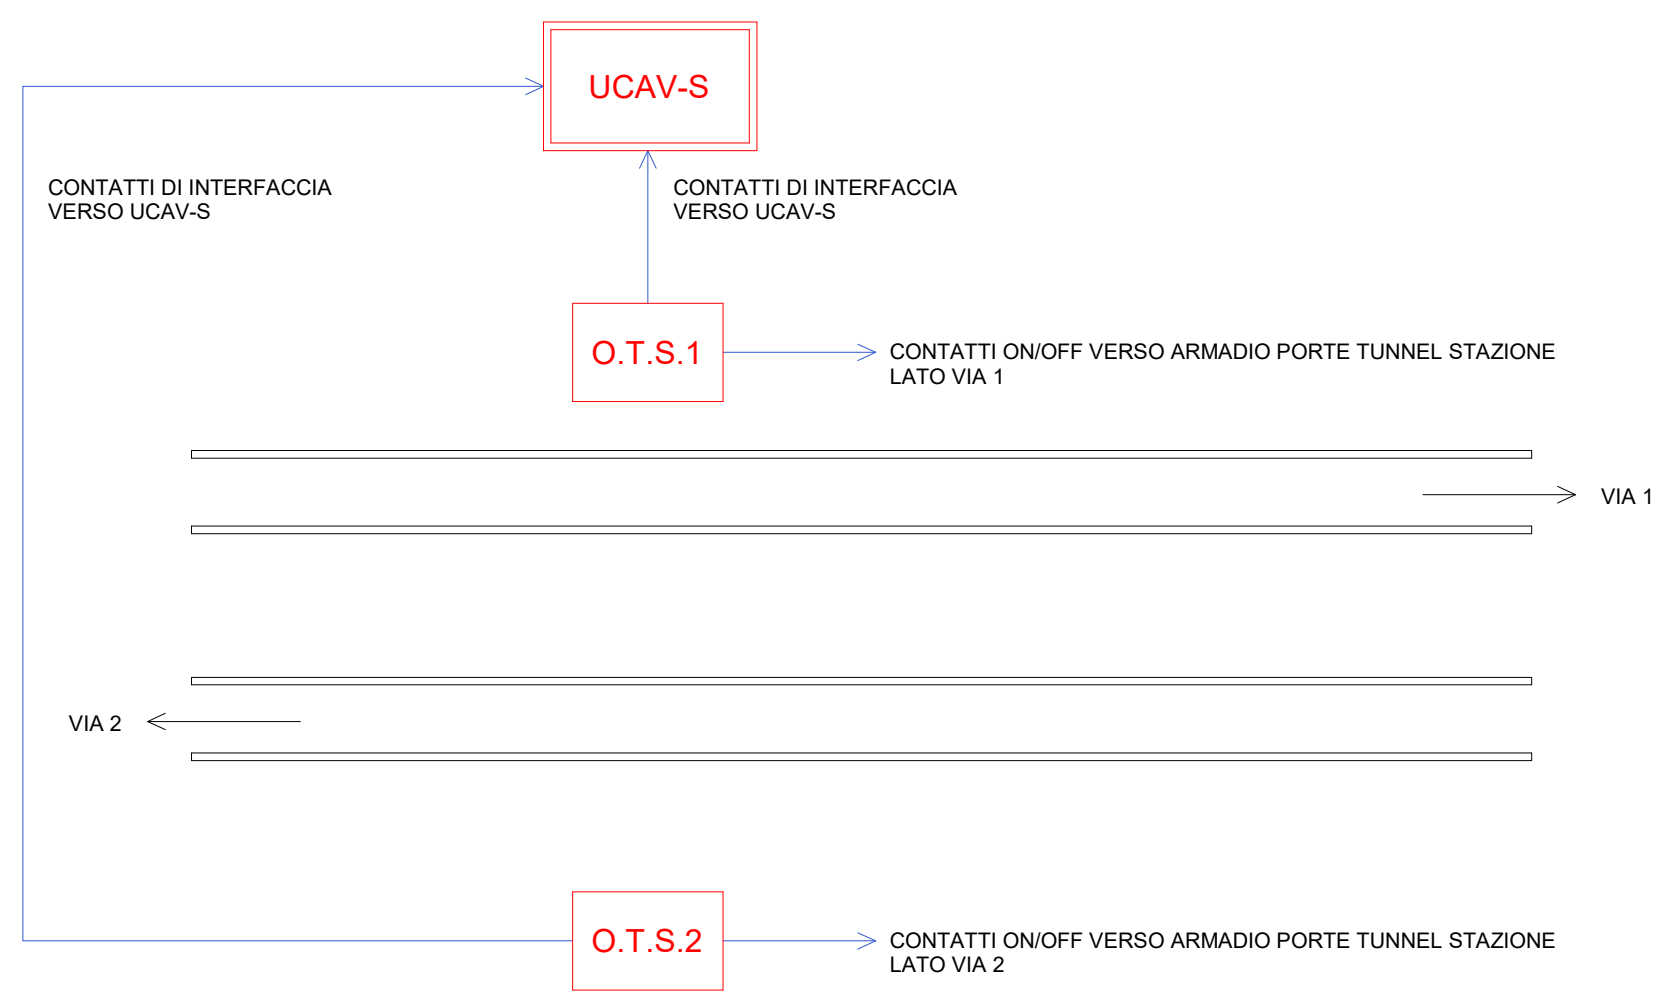 UCAV-S
CONTATTI DI INTERFACCIA
VERSO UCAV-S
CONTATTI DI INTERFACCIA
VERSO UCAV-S
O.T.S.1
CONTATTI ON/OFF VERSO ARMADIO PORTE TUNNEL STAZIONE
LATO VIA 1
VIA 1
VIA 2
O.T.S.2
CONTATTI ON/OFF VERSO ARMADIO PORTE TUNNEL STAZIONE
LATO VIA 2